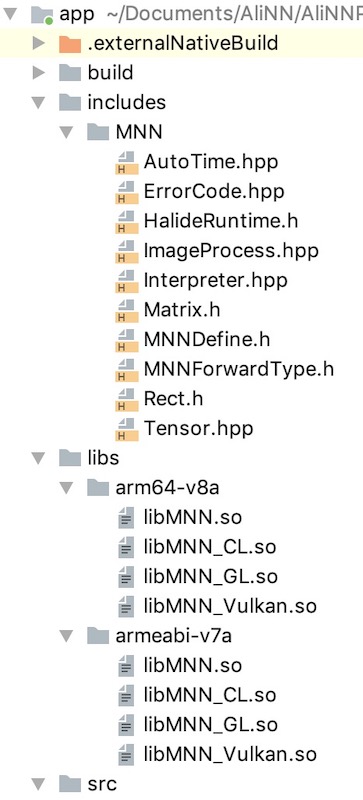 app ~/Documents/AliNN/AliNNP
.externalNativeBuild
build
includes
MNN
AutoTime.hpp
ErrorCode.hpp
HalideRuntime.h
ImageProcess.hpp
Interpreter.hpp
Matrix.h
MNNDefine.h
MNNForwardType.h
Rect.h
Tensor.hpp
libs
arm64-v8a
libMNN.so
libMNN_CL.so
libMNN_GL.so
libMNN_Vulkan.so
armeabi-v7a
libMNN.so
libMNN_CL.so
libMNN_GL.so
libMNN_Vulkan.so
src